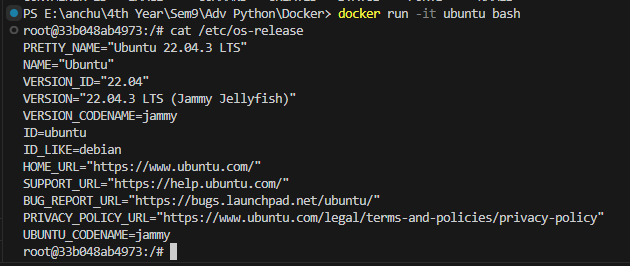 PS E:\anchu\4th Year\Sem9\Adv Python\Docker> docker run -it ubuntu bash
root@33b048ab4973:/# cat /etc/os-release
PRETTY_NAME="Ubuntu 22.04.3 LTS"
NAME="Ubuntu"
VERSION_ID="22.04"
VERSION="22.04.3 LTS (Jammy Jellyfish)"
VERSION_CODENAME=jammy
ID=ubuntu
ID_LIKE=debian
HOME_URL="https://www.ubuntu.com/"
SUPPORT_URL="https://help.ubuntu.com/"
BUG_REPORT_URL="https://bugs.launchpad.net/ubuntu/"
PRIVACY_POLICY_URL="https://www.ubuntu.com/legal/terms-and-policies/privacy-policy"
UBUNTU_CODENAME=jammy
root@33b048ab4973:/#